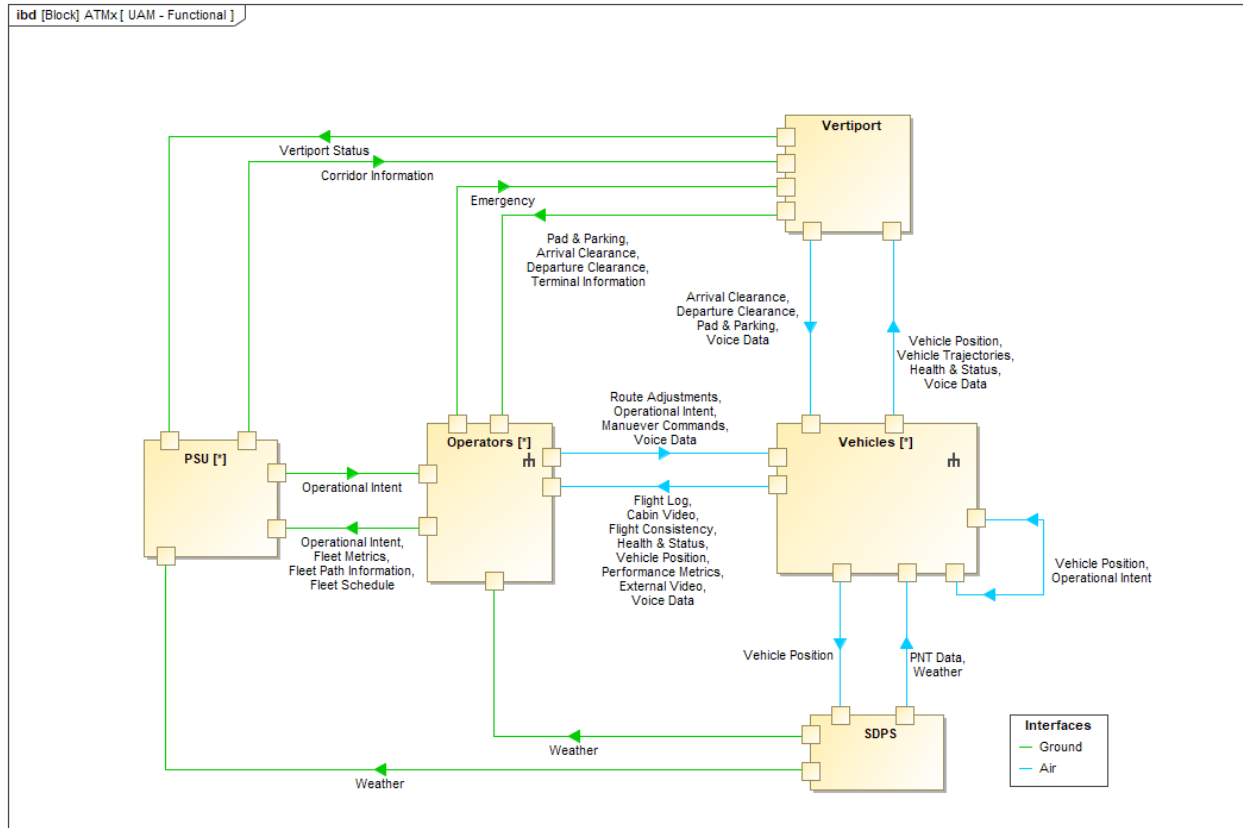 ibd [Block] ATMx [ UAM - Functional ]
Vertiport
Vertiport Status
Corridor Information
Emergency
Pad & Parking,
Arrival Clearance,
Departure Clearance,
Terminal Information
Arrival Clearance,
Departure Clearance,
Pad & Parking,
Voice Data
Vehicle Position,
Vehicle Trajectories,
Health & Status,
Voice Data
PSU [*]
Operational Intent
Operational Intent,
Fleet Metrics,
Fleet Path Information,
Fleet Schedule
Operators [*]
Route Adjustments,
Operational Intent,
Manuever Commands,
Voice Data
Flight Log,
Cabin Video,
Flight Consistency,
Health & Status,
Vehicle Position,
Performance Metrics,
External Video,
Voice Data
Vehicles [*]
Vehicle Position,
Operational Intent
Vehicle Position
PNT Data,
Weather
SDPS
Weather
Weather
Interfaces
Ground
Air